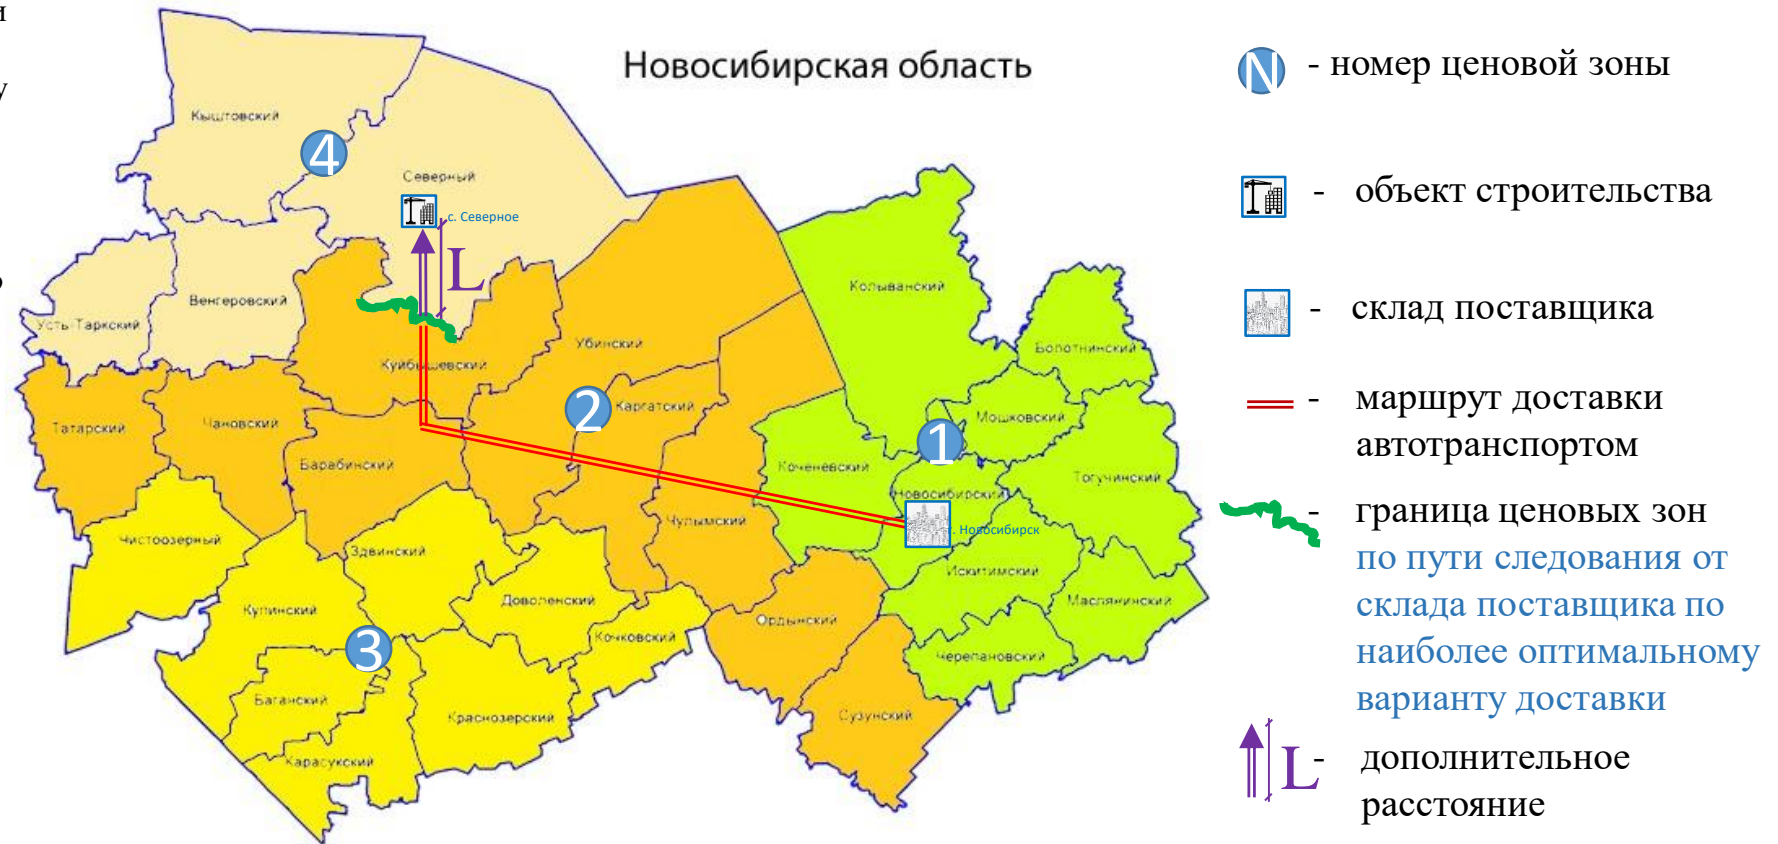 и
у
Новосибирская область
Кыштовский
4
Северный
с. Северное
L
Венгеровский
Усть-Таркский
Колыванский
Убинский
Болотнинский
Куйбышевский
2
Каргатский
Татарский
Чановский
Мошковский
1
Барабинский
Коченёвский
Тогучинский
Новосибирский
Чулымский
. Новосибирск
Чистоозерный
Здвинский
Искитимский
Доволенский
Маслянинский
Купинский
Ордынский
Кочковский
3
Черепановский
Баганский
Краснозерский
Сузунский
Карасукский
N - номер ценовой зоны
- объект строительства
- склад поставщика
- маршрут доставки
автотранспортом
- граница ценовых зон
по пути следования от
склада поставщика по
наиболее оптимальному
варианту доставки
L - дополнительное
расстояние